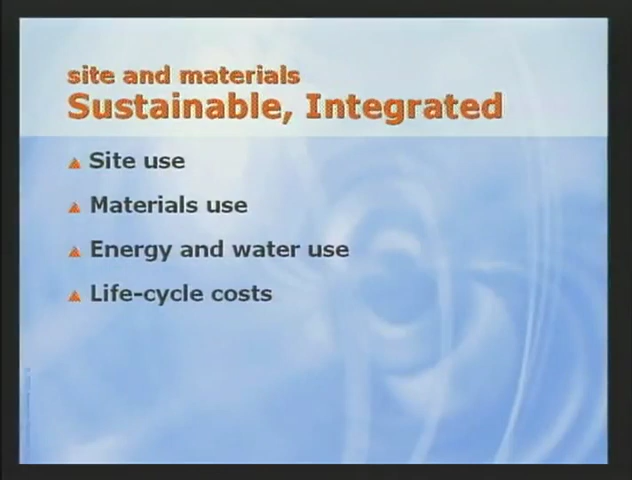 site and materials
Sustainable, Integrated
Site use
Materials use
Energy and water use
Life-cycle costs